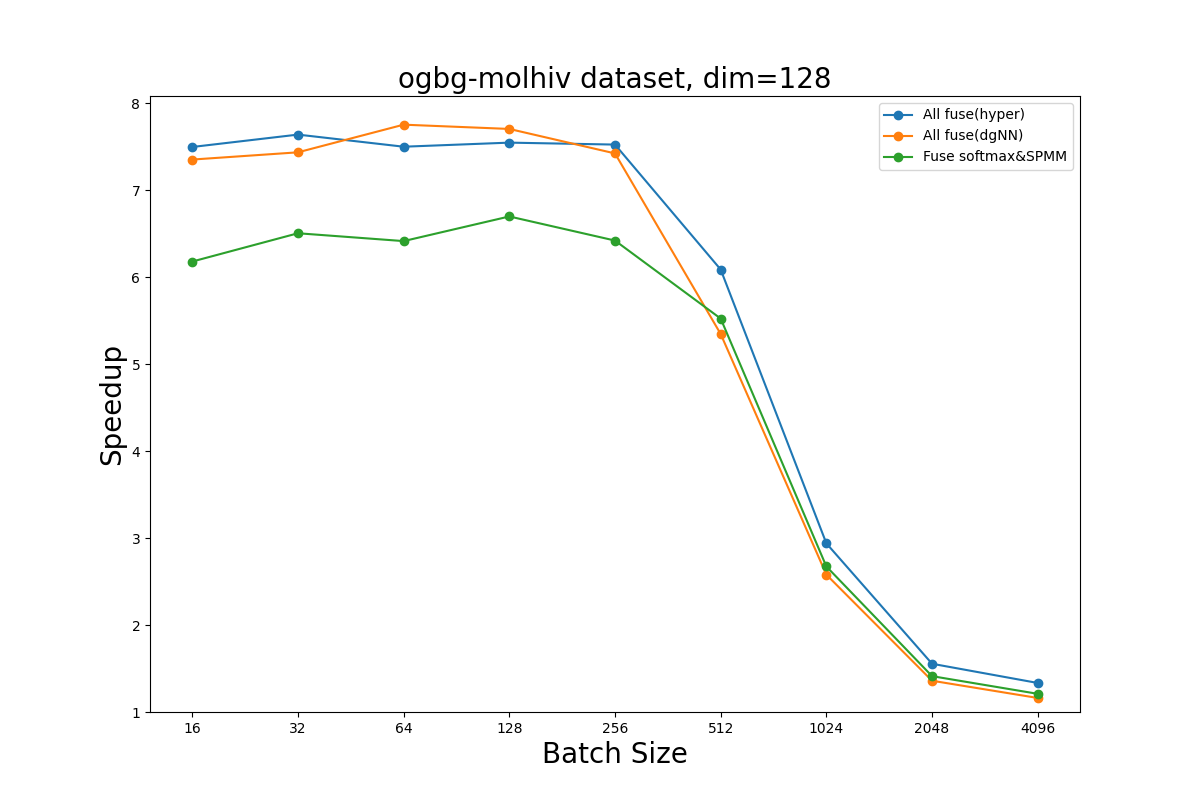 ogbg-molhiv dataset, dim=128
All fuse(hyper)
All fuse(dgNN)
Fuse softmax&SPMM
Speedup
8
7
6
5
4
3
2
1
16 32 64 128 256 512 1024 2048 4096
Batch Size